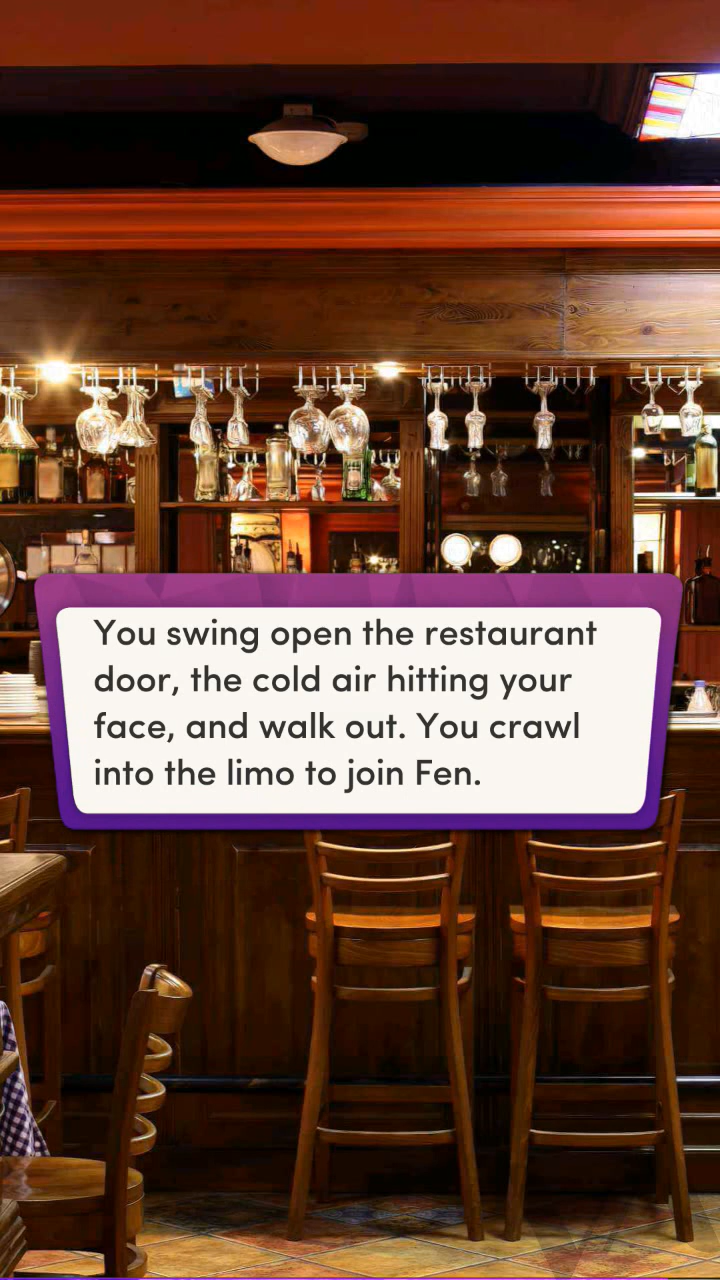 You swing open the restaurant
door, the cold air hitting your
face, and walk out. You crawl
into the limo to join Fen.